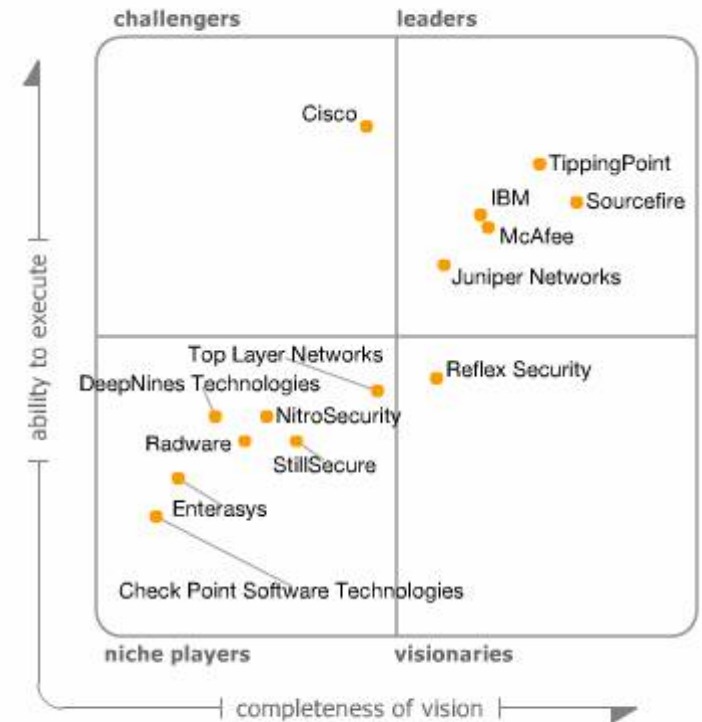 challengers
leaders
Cisco
TippingPoint
IBM
Sourcefire
McAfee
Juniper Networks
ability to execute
Top Layer Networks
Reflex Security
DeepNines Technologies
NitroSecurity
Radware
StillSecure
Enterasys
Check Point Software Technologies
niche players
visionaries
completeness of vision